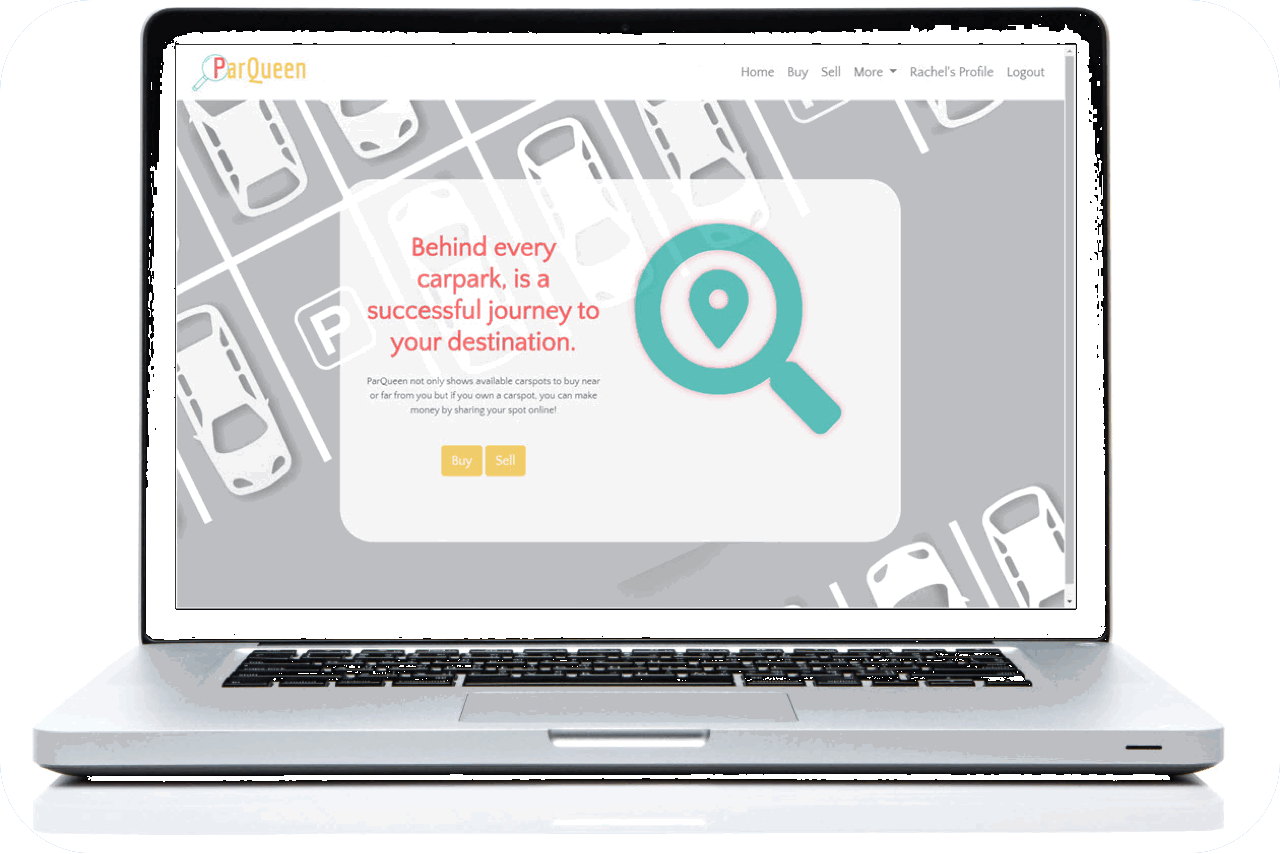 ParQueen
Home Buy Sell More Rachel's Profile Logout
P
Behind every
carpark, is a
successful journey to
your destination.
ParQueen not only shows available carspots to buy near
or far from you but if you own a carspot, you can make
money by sharing your spot online!
Buy Sell